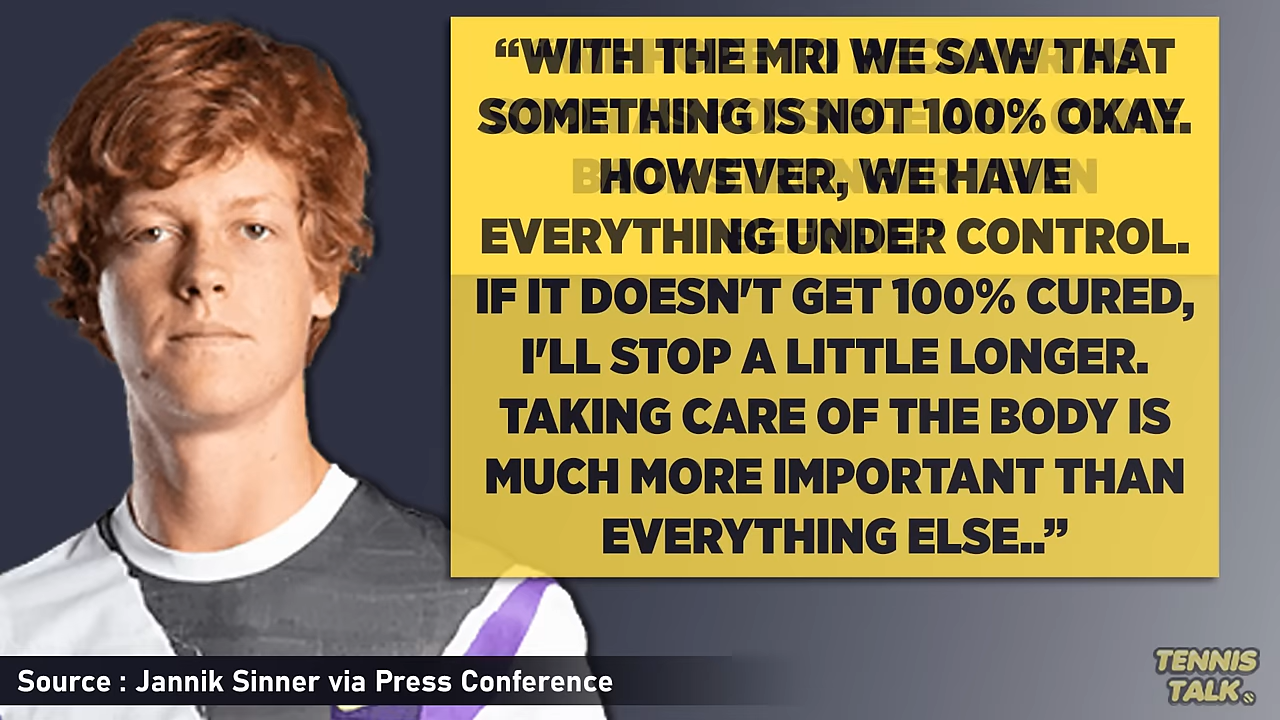 “WITH THE MRI WE SAW THAT
SOMETHING IS NOT 100% OKAY.
HOWEVER, WE HAVE
EVERYTHING UNDER CONTROL.
IF IT DOESN'T GET 100% CURED,
I'LL STOP A LITTLE LONGER.
TAKING CARE OF THE BODY IS
MUCH MORE IMPORTANT THAN
EVERYTHING ELSE..”
Source : Jannik Sinner via Press Conference
TENNIS
TALK